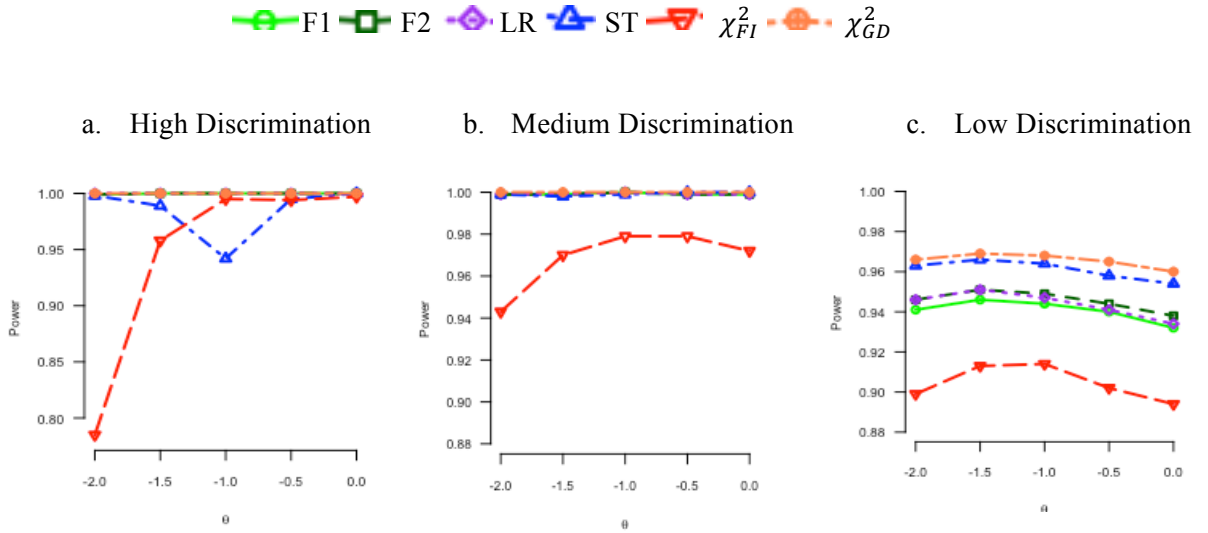 F1 F2 LR ST χ²_FI χ²_GD
a. High Discrimination
b. Medium Discrimination
c. Low Discrimination
Power
1.00
0.95
0.90
0.85
0.80
-2.0 -1.5 -1.0 -0.5 0.0
θ
Power
1.00
0.98
0.96
0.94
0.92
0.90
0.88
-2.0 -1.5 -1.0 -0.5 0.0
θ
Power
1.00
0.98
0.96
0.94
0.92
0.90
0.88
-2.0 -1.5 -1.0 -0.5 0.0